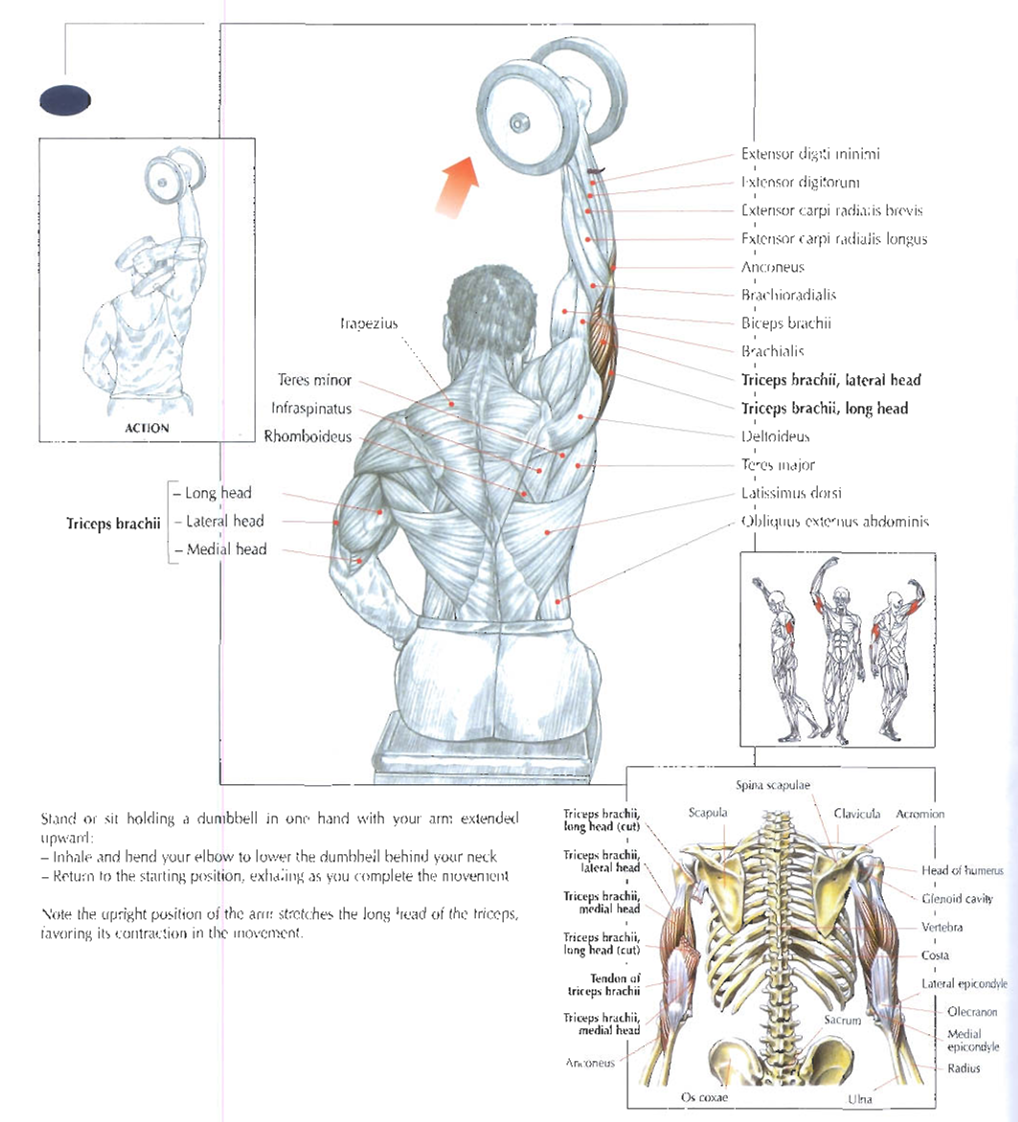 ACTION
Trapezius
Teres minor
Infraspinatus
Rhomboideus
Triceps brachii
– Long head
– Lateral head
– Medial head
Extensor digiti minimi
Extensor digitorum
Extensor carpi radialis brevis
Extensor carpi radialis longus
Anconeus
Brachioradialis
Biceps brachii
Brachialis
Triceps brachii, lateral head
Triceps brachii, long head
Deltoideus
Teres major
Latissimus dorsi
Obliquus externus abdominis
Stand or sit holding a dumbbell in one hand with your arm extended
upward:
– Inhale and bend your elbow to lower the dumbbell behind your neck
– Return to the starting position, exhaling as you complete the movement
Note the upright position of the arm stretches the long head of the triceps,
favoring its contraction in the movement.
Spina scapulae
Scapula
Clavicula
Acromion
Triceps brachii,
long head (cut)
Triceps brachii,
lateral head
Triceps brachii,
medial head
Triceps brachii,
long head (cut)
Tendon of
triceps brachii
Triceps brachii,
medial head
Anconeus
Os coxae
Sacrum
Ulna
Head of humerus
Glenoid cavity
Vertebra
Costa
Lateral epicondyle
Olecranon
Medial
epicondyle
Radius